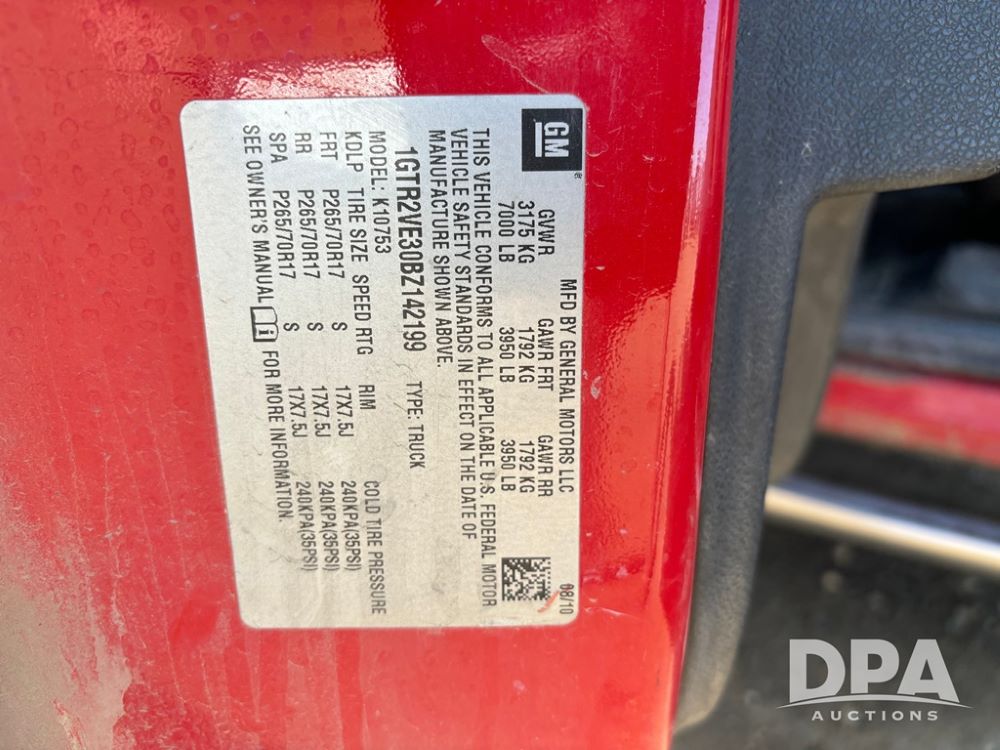 GM
MFD BY GENERAL MOTORS LLC 08/10
GVWR GAWR FRT GAWR RR
3175 KG 1792 KG 1792 KG
7000 LB 3950 LB 3950 LB
THIS VEHICLE CONFORMS TO ALL APPLICABLE U.S. FEDERAL MOTOR
VEHICLE SAFETY STANDARDS IN EFFECT ON THE DATE OF
MANUFACTURE SHOWN ABOVE.
1GTR2VE30BZ142199 TYPE: TRUCK
MODEL: K10753
KDLP TIRE SIZE SPEED RTG RIM COLD TIRE PRESSURE
FRT P265/70R17 S 17X7.5J 240KPA(35PSI)
RR P265/70R17 S 17X7.5J 240KPA(35PSI)
SPA P265/70R17 S 17X7.5J 240KPA(35PSI)
SEE OWNER'S MANUAL i FOR MORE INFORMATION.
DPA
AUCTIONS